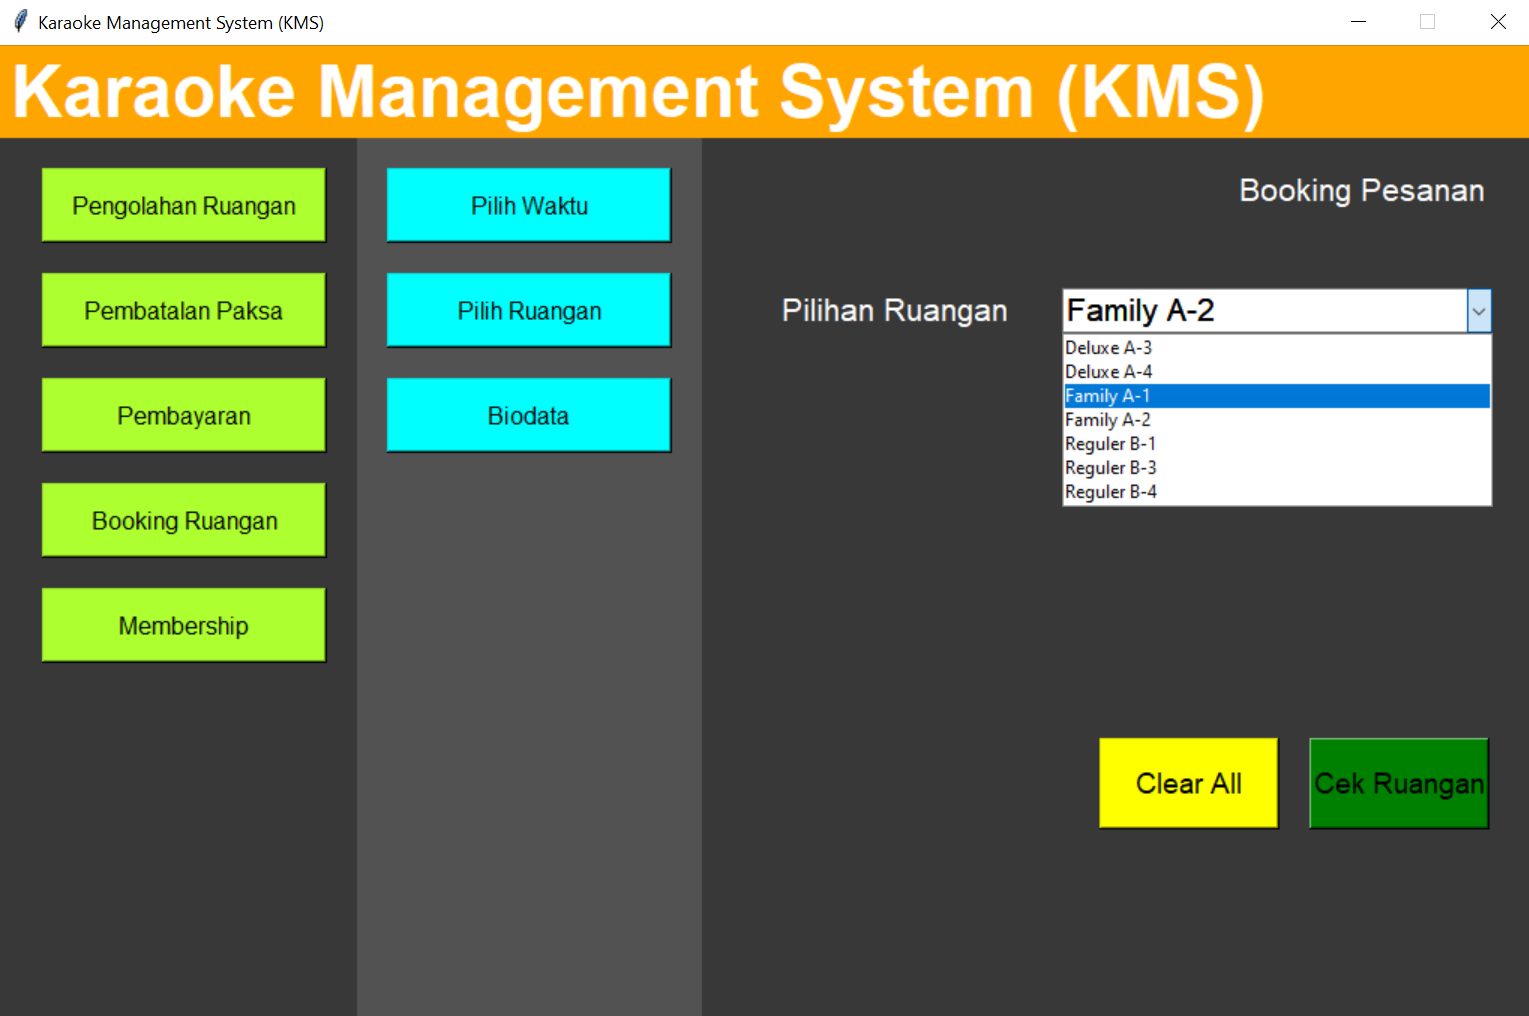 Karaoke Management System (KMS)
Karaoke Management System (KMS)
Pengolahan Ruangan
Pembatalan Paksa
Pembayaran
Booking Ruangan
Membership
Pilih Waktu
Pilih Ruangan
Biodata
Booking Pesanan
Pilihan Ruangan
Family A-2
Deluxe A-3
Deluxe A-4
Family A-1
Family A-2
Reguler B-1
Reguler B-3
Reguler B-4
Clear All
Cek Ruangan